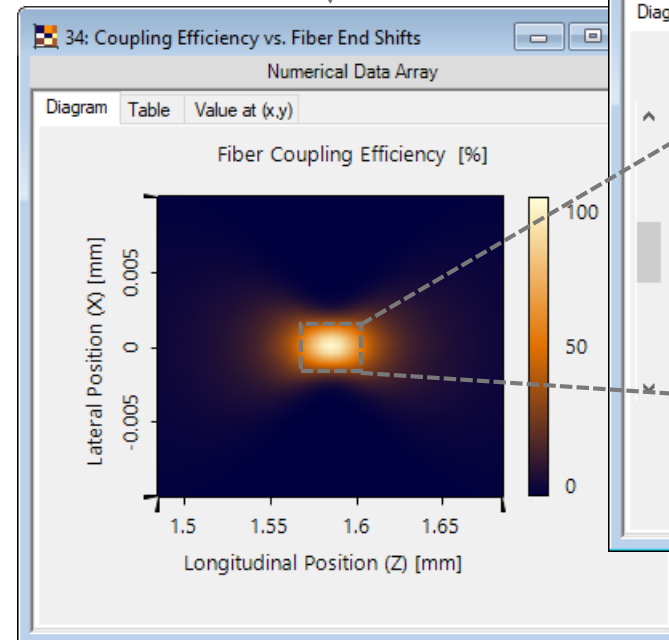 34: Coupling Efficiency vs. Fiber End Shifts
Diag
Numerical Data Array
Diagram Table Value at (x,y)
Fiber Coupling Efficiency [%]
Lateral Position (X) [mm]
0.005
0
-0.005
100
50
0
1.5 1.55 1.6 1.65
Longitudinal Position (Z) [mm]